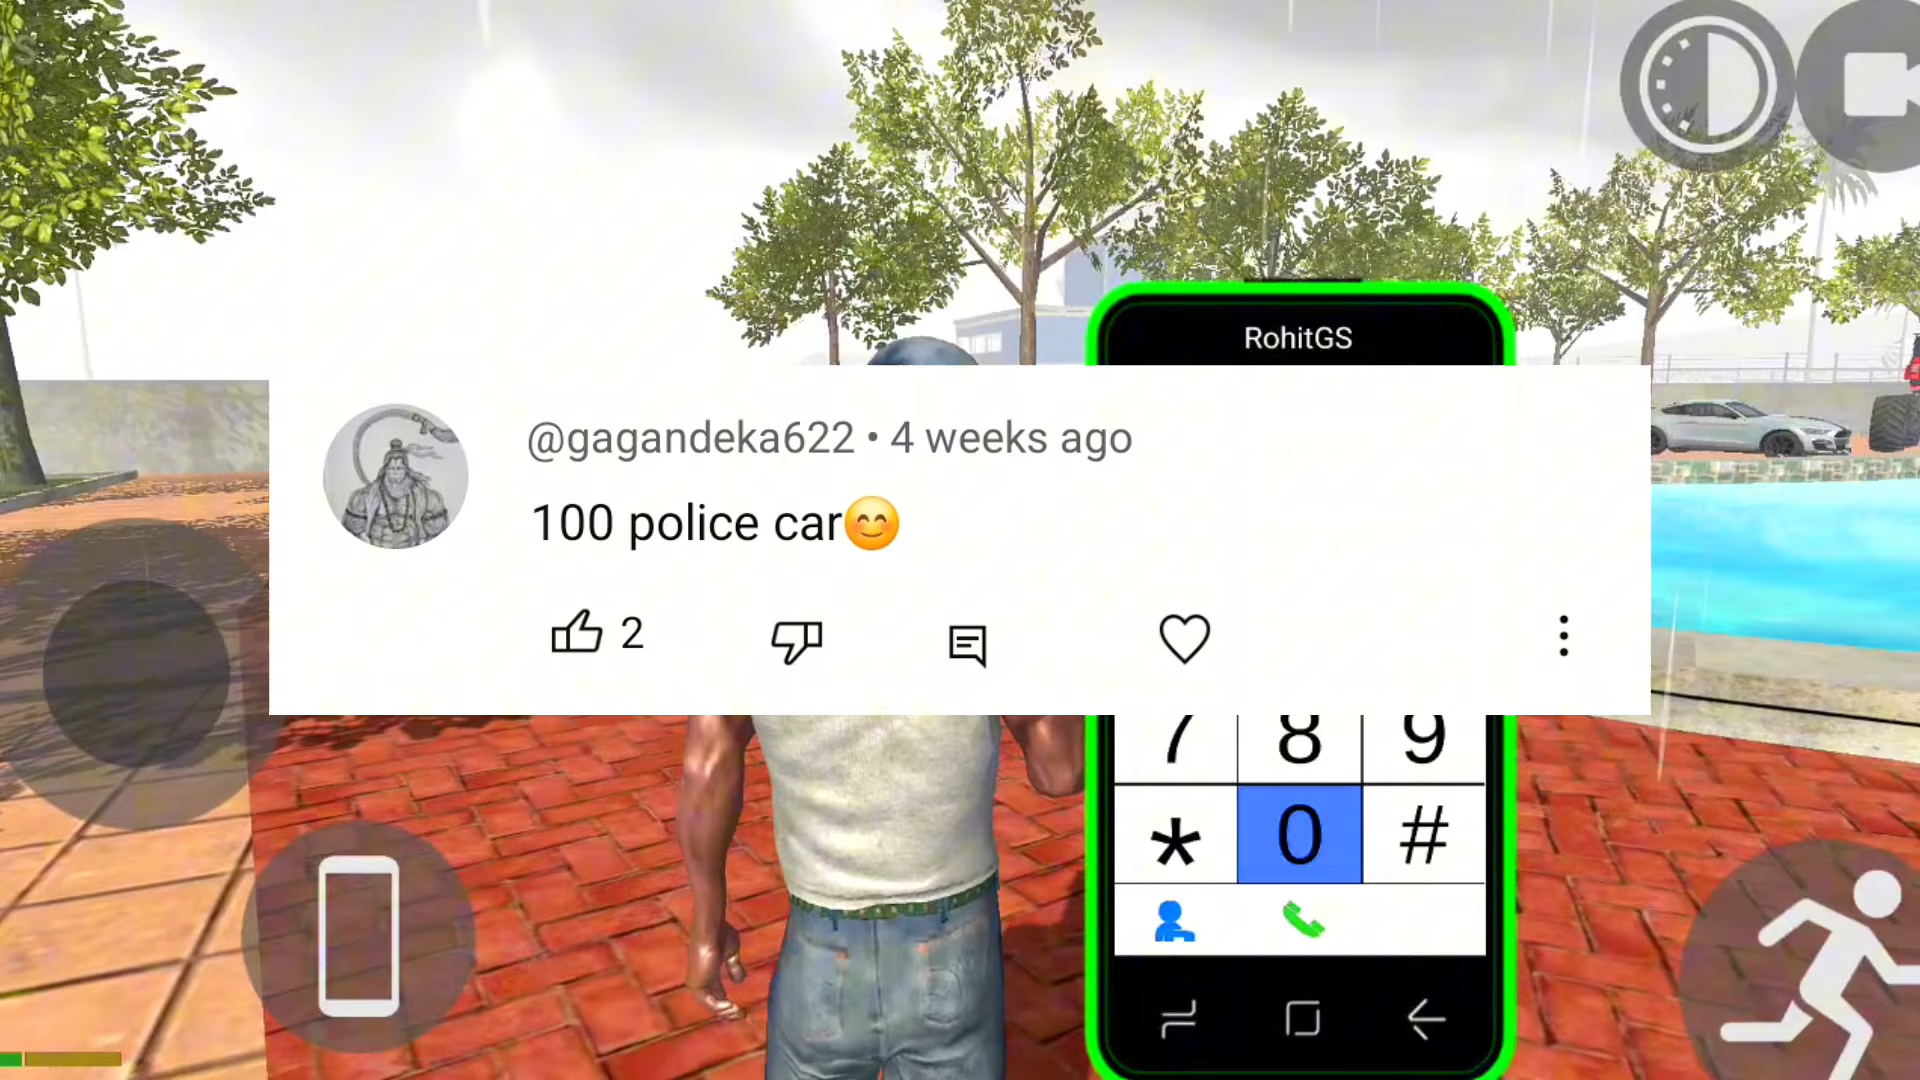 RohitGS
@gagandeka622 • 4 weeks ago
100 police car😊
2
7 8 9
* 0 #